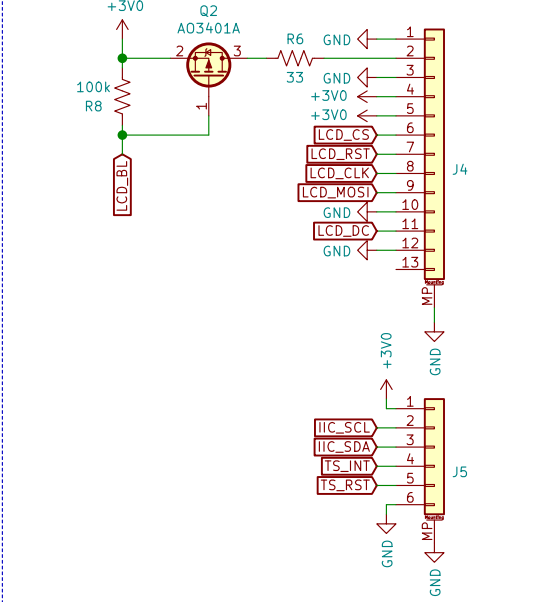 +3V0
Q2
AO3401A
2
3
1
R6
33
100k
R8
LCD_BL
GND
1
2
GND
3
+3V0
4
+3V0
5
LCD_CS
6
LCD_RST
7
LCD_CLK
8
LCD_MOSI
9
GND
10
LCD_DC
11
GND
12
13
J4
MP
GND
+3V0
1
IIC_SCL
2
IIC_SDA
3
TS_INT
4
TS_RST
5
6
J5
MP
GND
GND